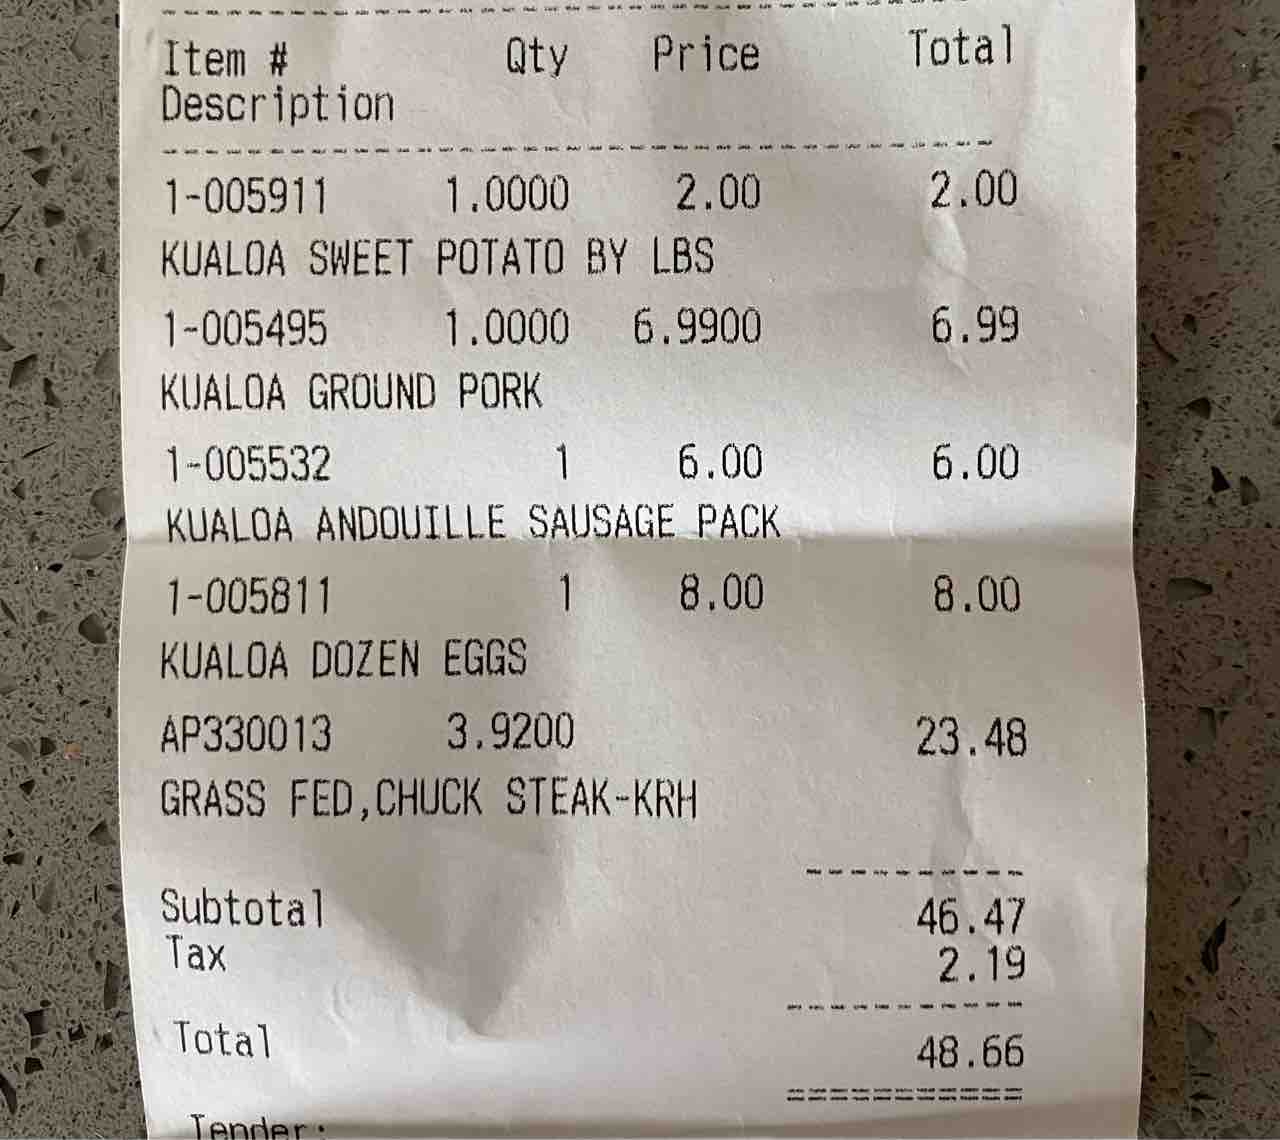 Item # Qty Price Total
Description
1-005911 1.0000 2.00 2.00
KUALOA SWEET POTATO BY LBS
1-005495 1.0000 6.9900 6.99
KUALOA GROUND PORK
1-005532 1 6.00 6.00
KUALOA ANDOUILLE SAUSAGE PACK
1-005811 1 8.00 8.00
KUALOA DOZEN EGGS
AP330013 3.9200 23.48
GRASS FED,CHUCK STEAK-KRH
Subtotal 46.47
Tax 2.19
Total 48.66
Tender: